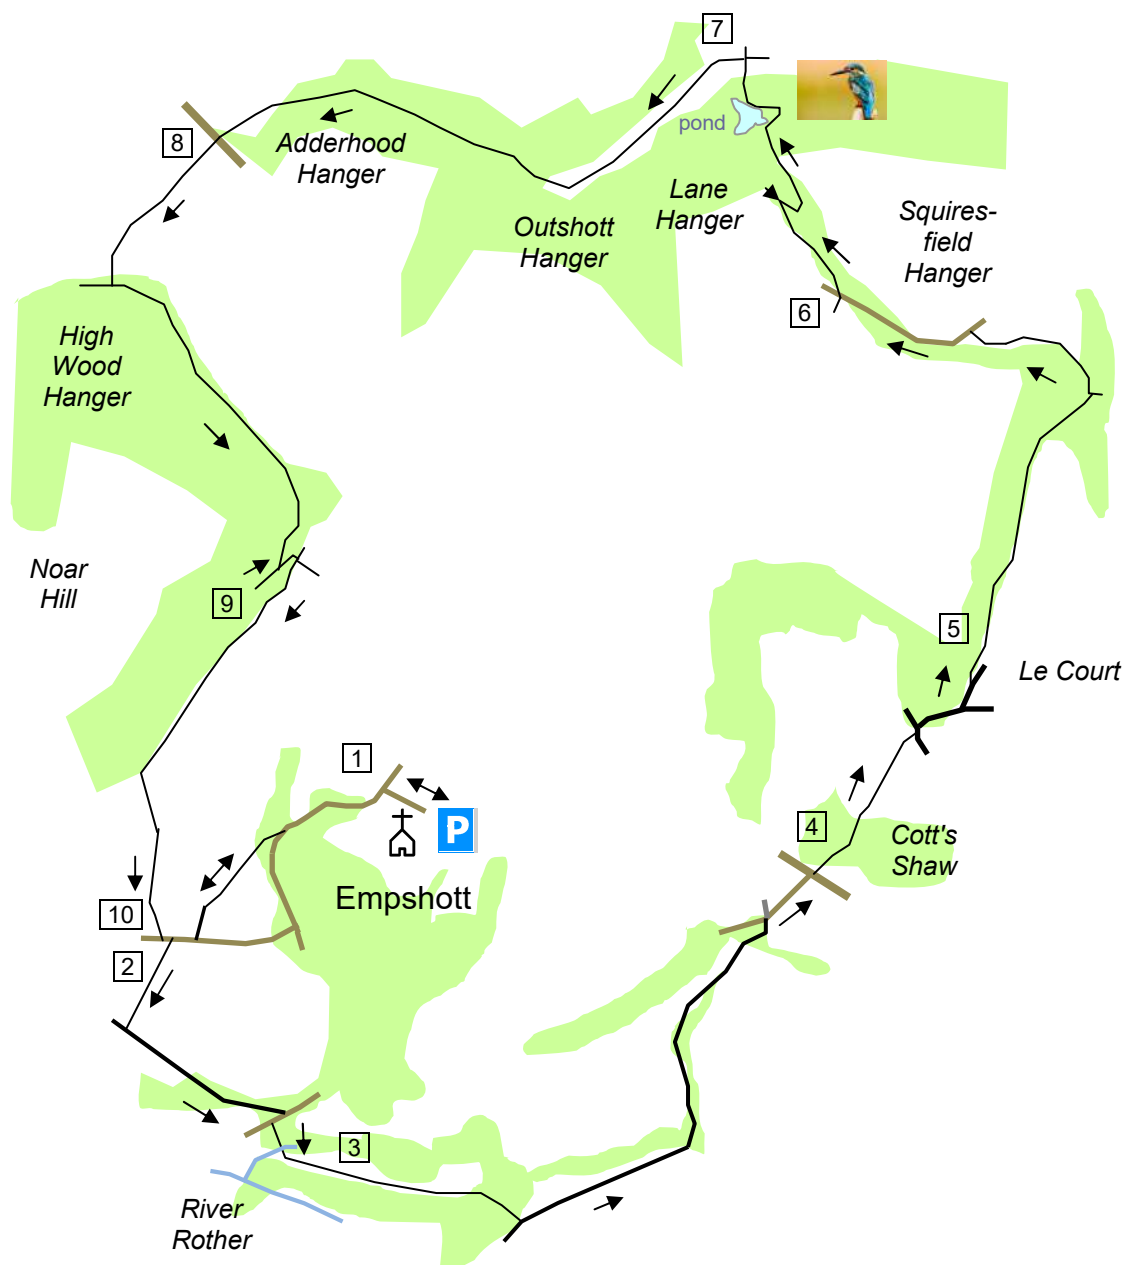 7
pond
8
Adderhood
Hanger
Lane
Hanger
Squires-
field
Hanger
Outshott
Hanger
6
High
Wood
Hanger
Noar
Hill
9
5
Le Court
1
P
4
Cott's
Shaw
Empshott
10
2
3
River
Rother